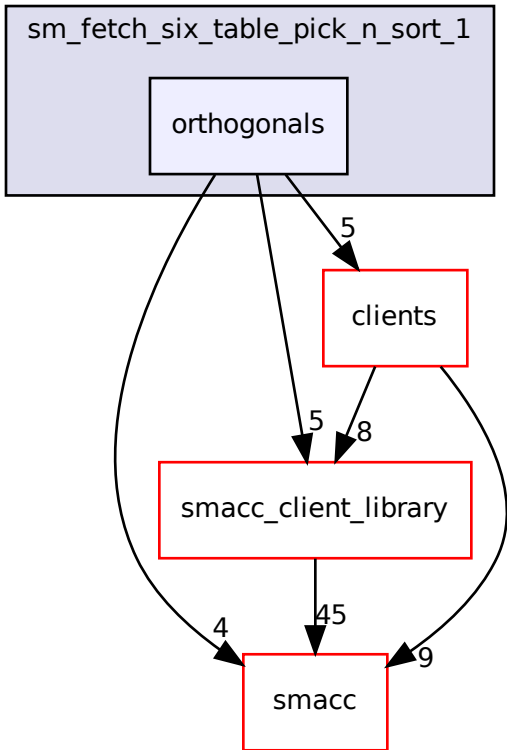 sm_fetch_six_table_pick_n_sort_1
orthogonals
5
clients
5
8
smacc_client_library
4
45
9
smacc